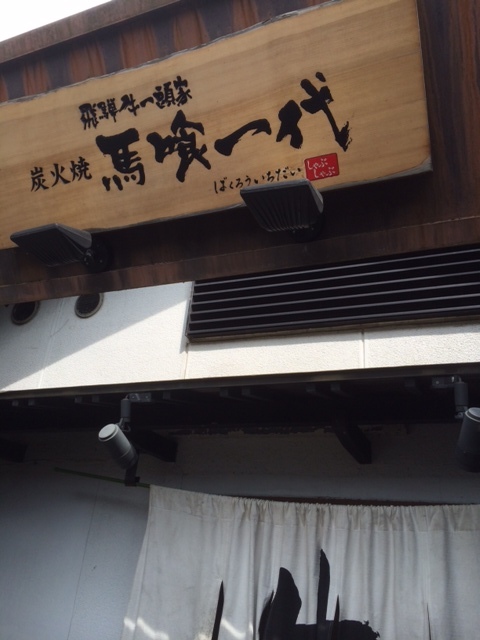 飛騨牛一頭家
炭火焼 馬喰一代
ばくろういちだい
しゃぶ
しゃぶ